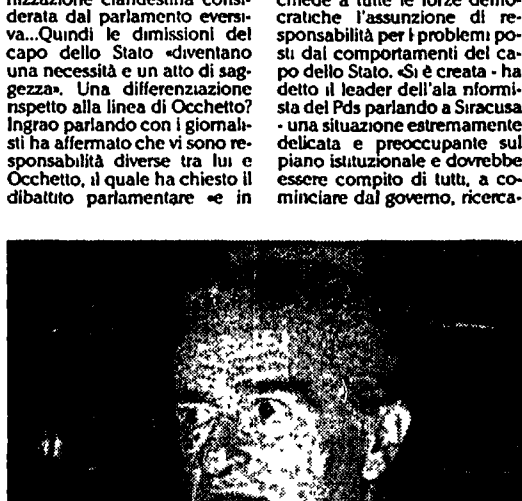 nizzazione clandestina consi-
derata dal parlamento eversi-
va...Quindi le dimissioni del
capo dello Stato «diventano
una necessità e un atto di sag-
gezza». Una differenziazione
rispetto alla linea di Occhetto?
Ingrao parlando con i giornali-
sti ha affermato che vi sono re-
sponsabilità diverse tra lui e
Occhetto, il quale ha chiesto il
dibattito parlamentare «e in
chiede a tutte le forze demo-
cratiche l'assunzione di re-
sponsabilità per i problemi po-
sti dai comportamenti del ca-
po dello Stato. «Si è creata - ha
detto il leader dell'ala riformi-
sta del Pds parlando a Siracusa
- una situazione estremamente
delicata e preoccupante sul
piano istituzionale e dovrebbe
essere compito di tutti, a co-
minciare dal governo, ricerca-